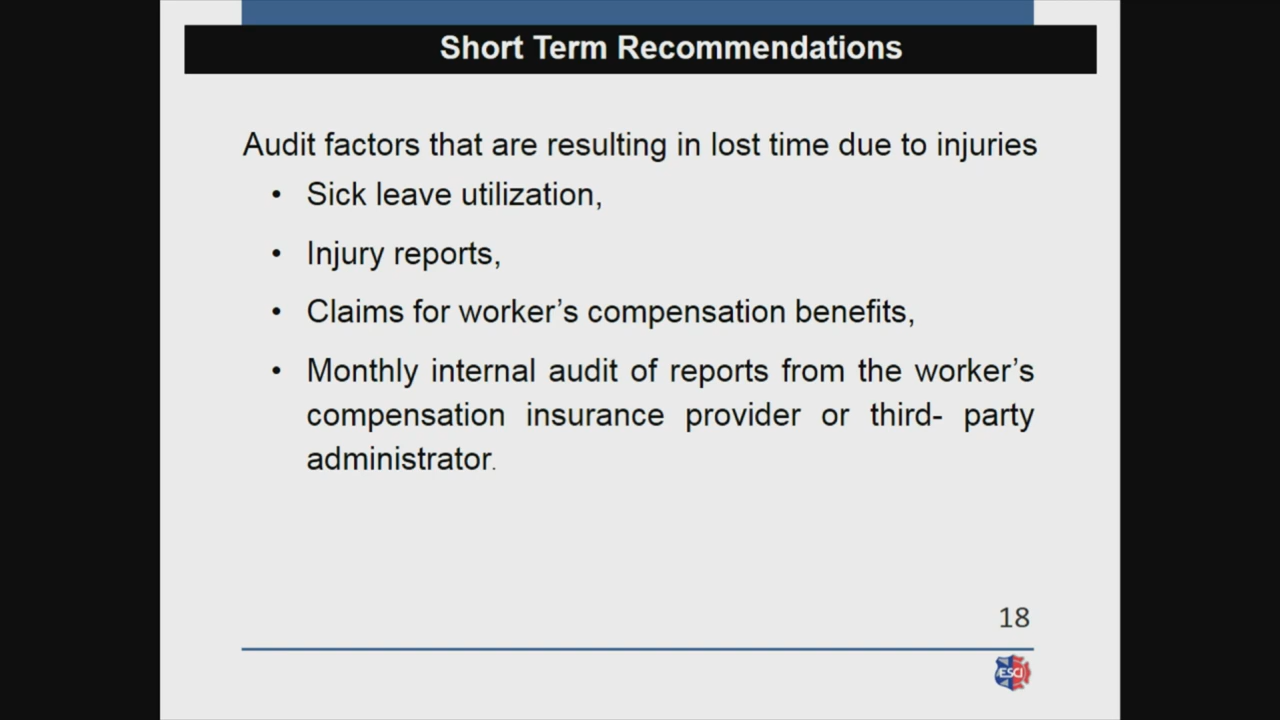 Short Term Recommendations
Audit factors that are resulting in lost time due to injuries
• Sick leave utilization,
• Injury reports,
• Claims for worker’s compensation benefits,
• Monthly internal audit of reports from the worker’s
compensation insurance provider or third- party
administrator.
18
ESCI